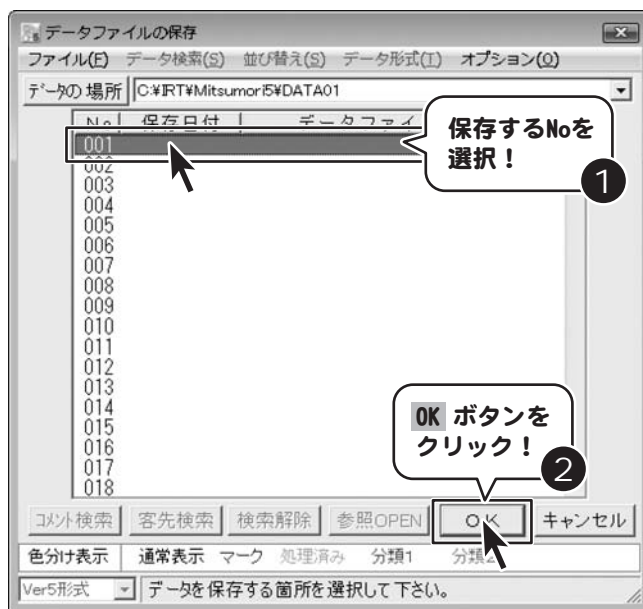 データファイルの保存
ファイル(F) データ検索(S) 並び替え(S) データ形式(T) オプション(O)
データの場所 C:¥IRT¥Mitsumori5¥DATA01
No 保存日付 データファイ
保存するNoを
選択！
1
001
002
003
004
005
006
007
008
009
010
011
012
013
014
015
016
017
018
OK ボタンを
クリック！
2
コメント検索 客先検索 検索解除 参照OPEN OK キャンセル
色分け表示 通常表示 マーク 処理済み 分類1 分類2
Ver5形式 データを保存する箇所を選択して下さい。